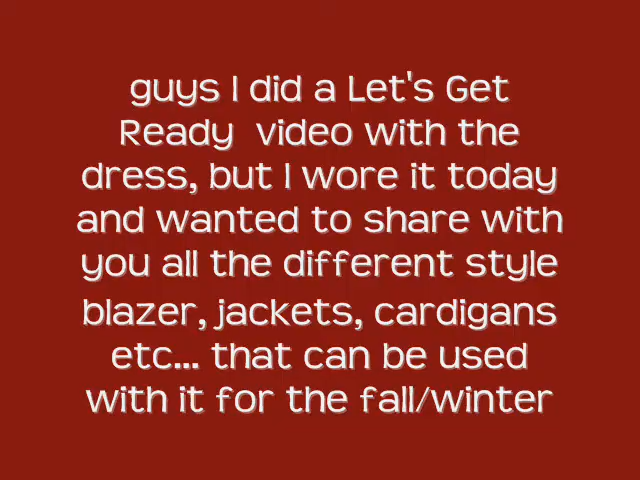 guys I did a Let's Get
Ready  video with the
dress, but I wore it today
and wanted to share with
you all the different style
blazer, jackets, cardigans
etc... that can be used
with it for the fall/winter